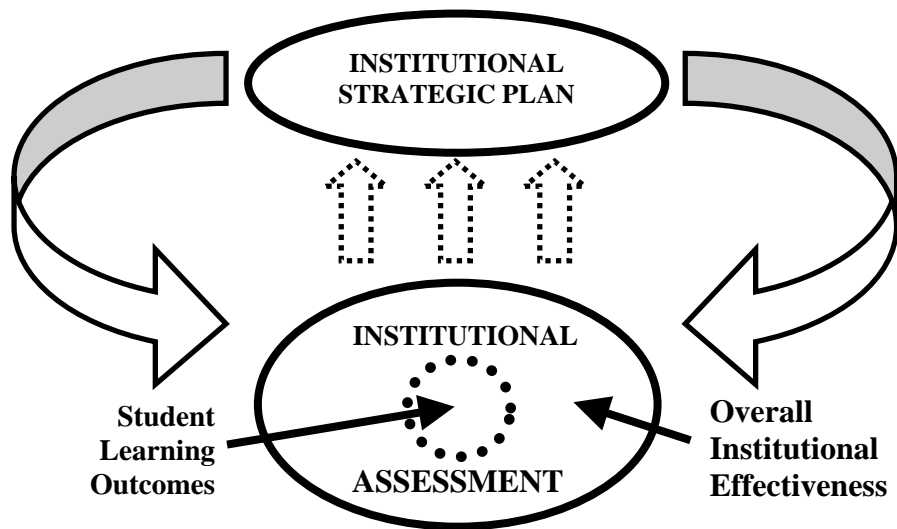 INSTITUTIONAL
STRATEGIC PLAN
INSTITUTIONAL
ASSESSMENT
Student
Learning
Outcomes
Overall
Institutional
Effectiveness